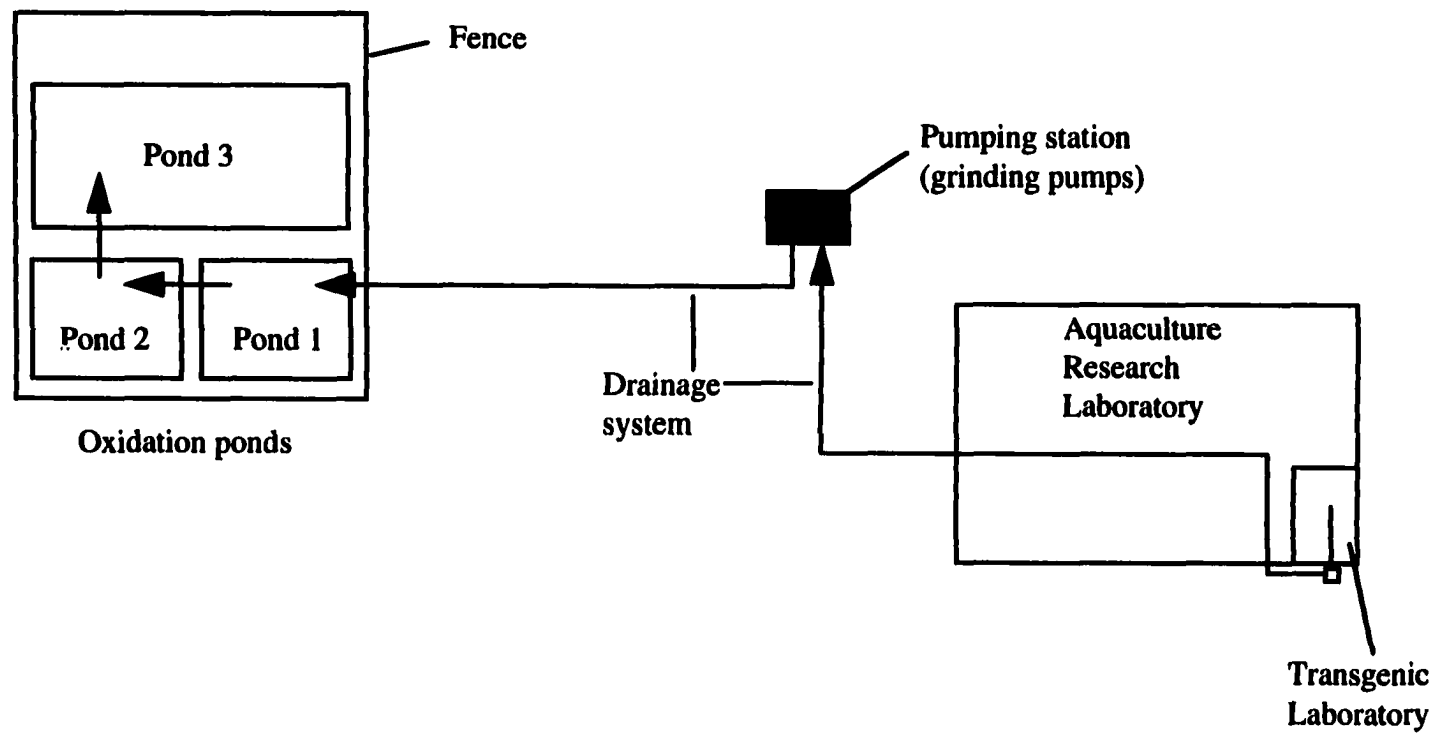 Fence
Pond 3
Pumping station
(grinding pumps)
Pond 2
Pond 1
Aquaculture
Research
Laboratory
Drainage
system
Oxidation ponds
Transgenic
Laboratory